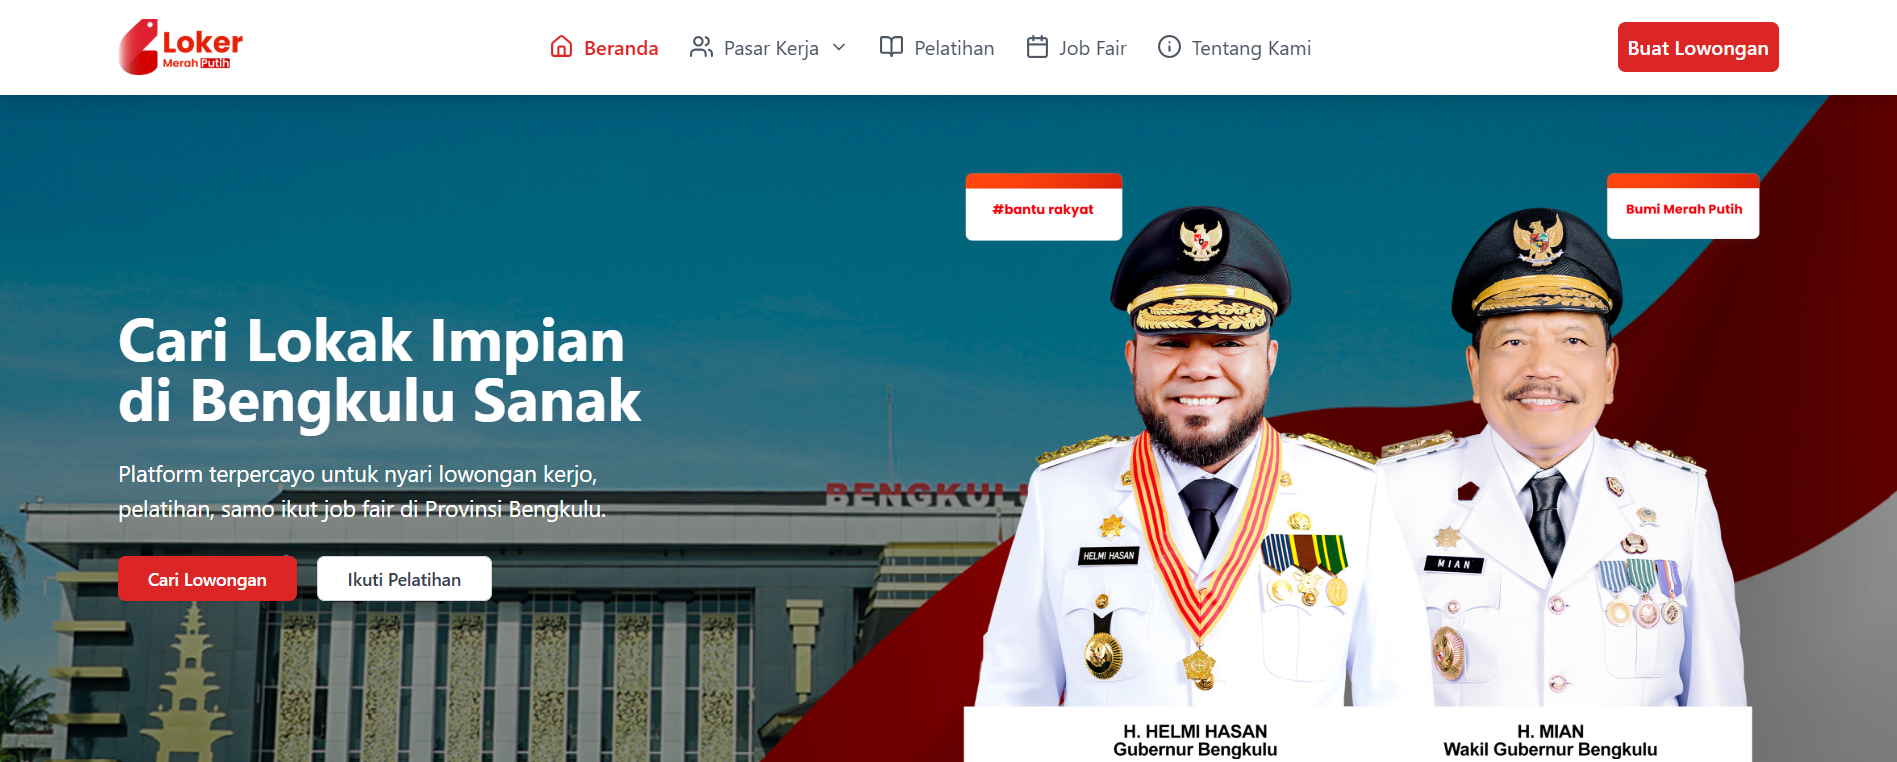 Loker
Merah Putih
Beranda
Pasar Kerja
Pelatihan
Job Fair
Tentang Kami
Buat Lowongan
#bantu rakyat
Bumi Merah Putih
Cari Lokak Impian
di Bengkulu Sanak
Platform terpercayo untuk nyari lowongan kerjo,
pelatihan, samo ikut job fair di Provinsi Bengkulu.
BENGKULU
Cari Lowongan
Ikuti Pelatihan
HELMI HASAN
MIAN
H. HELMI HASAN
Gubernur Bengkulu
H. MIAN
Wakil Gubernur Bengkulu